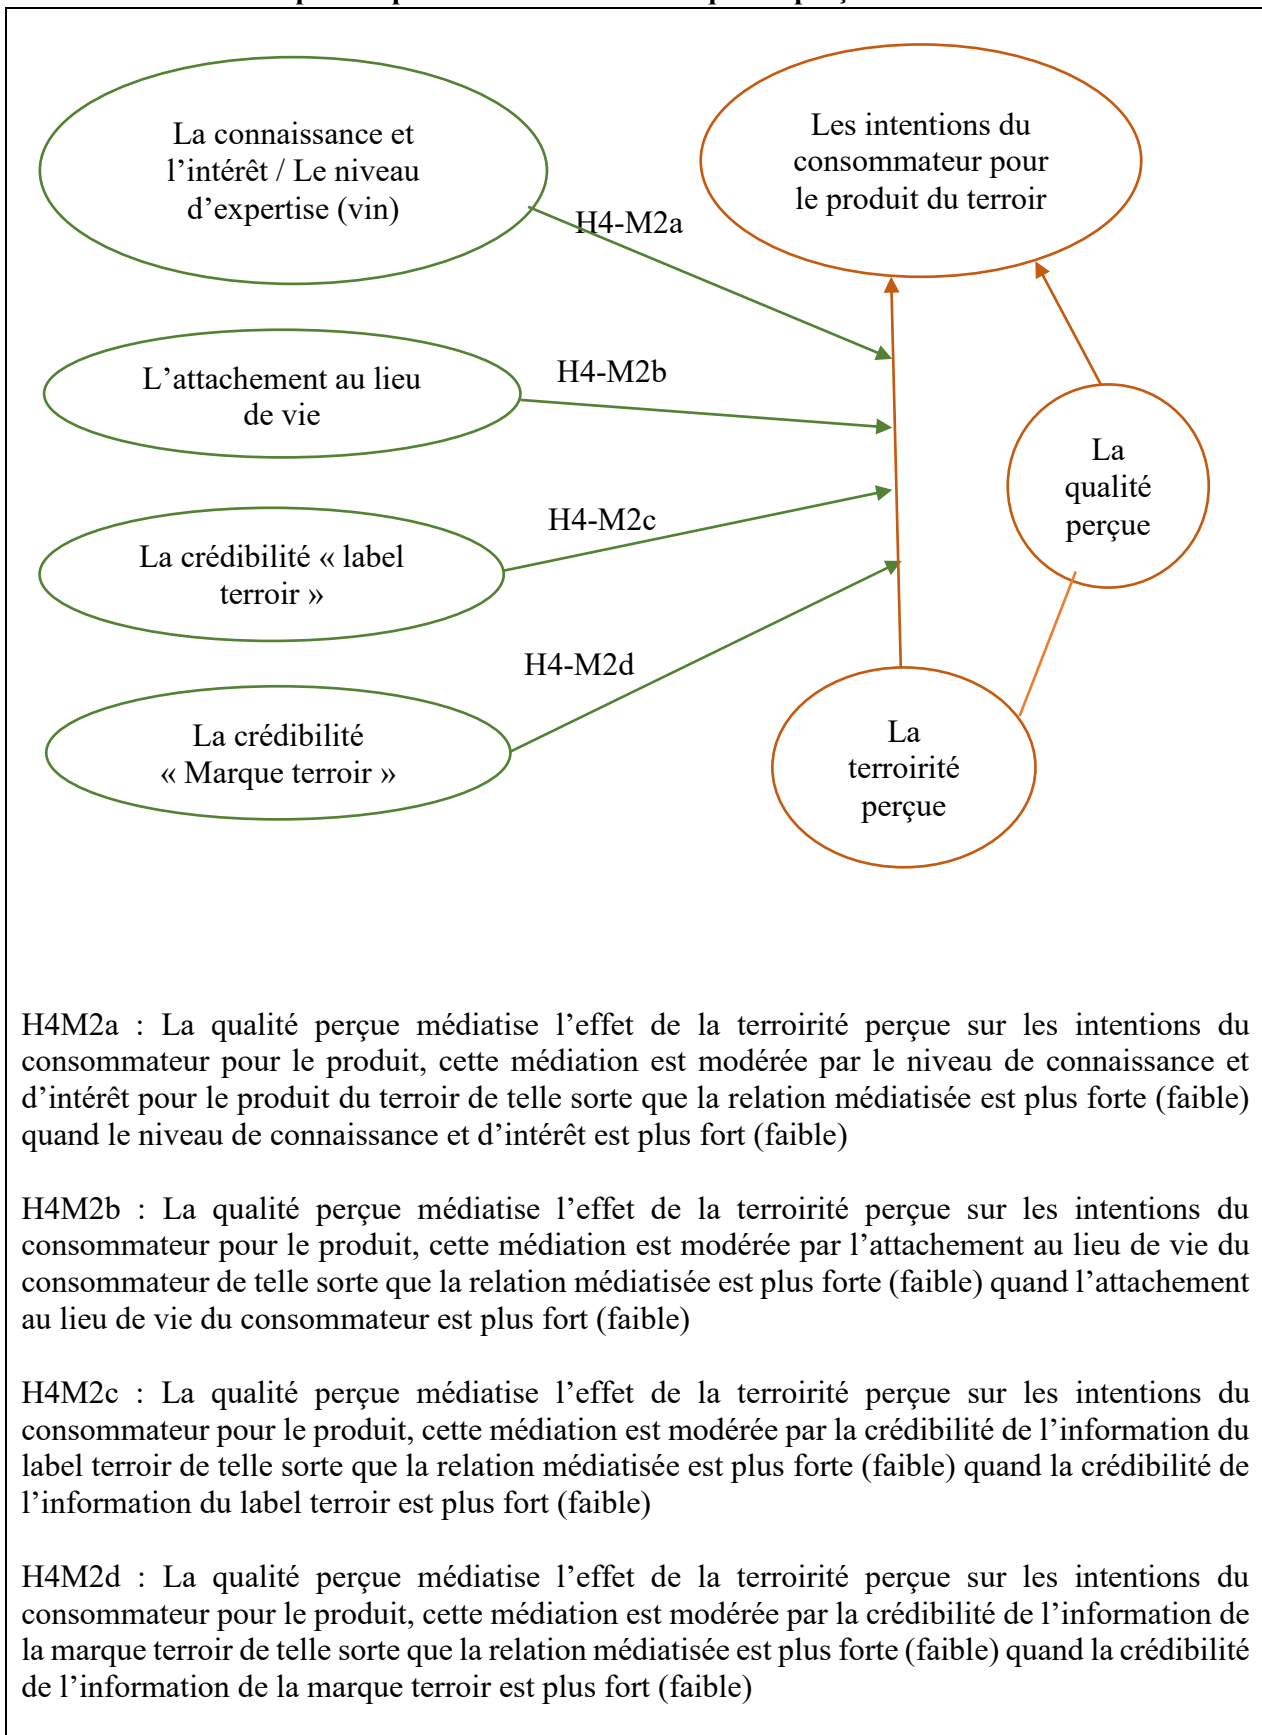 La connaissance et
l’intérêt / Le niveau
d’expertise (vin)
Les intentions du
consommateur pour
le produit du terroir
H4-M2a
L’attachement au lieu
de vie
H4-M2b
La
qualité
perçue
La crédibilité « label
terroir »
H4-M2c
H4-M2d
La crédibilité
« Marque terroir »
La
terroirité
perçue
H4M2a : La qualité perçue médiatise l’effet de la terroirité perçue sur les intentions du
consommateur pour le produit, cette médiation est modérée par le niveau de connaissance et
d’intérêt pour le produit du terroir de telle sorte que la relation médiatisée est plus forte (faible)
quand le niveau de connaissance et d’intérêt est plus fort (faible)
H4M2b : La qualité perçue médiatise l’effet de la terroirité perçue sur les intentions du
consommateur pour le produit, cette médiation est modérée par l’attachement au lieu de vie du
consommateur de telle sorte que la relation médiatisée est plus forte (faible) quand l’attachement
au lieu de vie du consommateur est plus fort (faible)
H4M2c : La qualité perçue médiatise l’effet de la terroirité perçue sur les intentions du
consommateur pour le produit, cette médiation est modérée par la crédibilité de l’information du
label terroir de telle sorte que la relation médiatisée est plus forte (faible) quand la crédibilité de
l’information du label terroir est plus fort (faible)
H4M2d : La qualité perçue médiatise l’effet de la terroirité perçue sur les intentions du
consommateur pour le produit, cette médiation est modérée par la crédibilité de l’information de
la marque terroir de telle sorte que la relation médiatisée est plus forte (faible) quand la crédibilité
de l’information de la marque terroir est plus fort (faible)